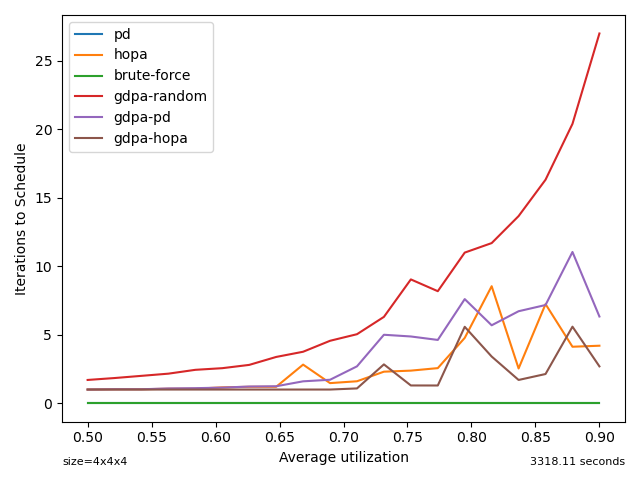 pd
hopa
brute-force
gdpa-random
gdpa-pd
gdpa-hopa
Iterations to Schedule
25
20
15
10
5
0
0.50 0.55 0.60 0.65 0.70 0.75 0.80 0.85 0.90
Average utilization
size=4x4x4
3318.11 seconds